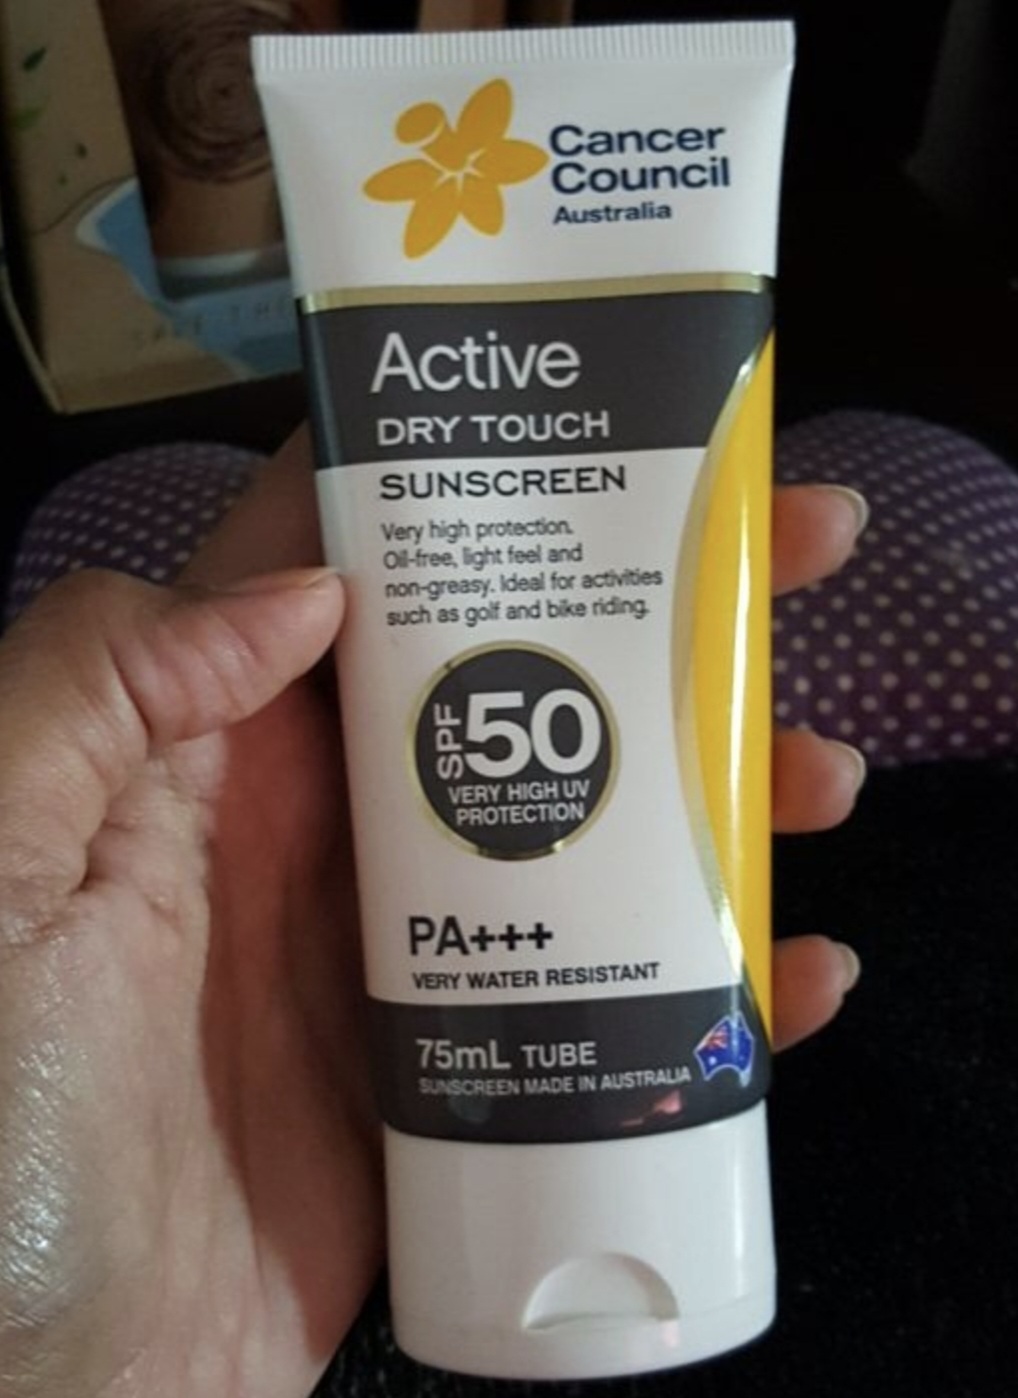 Cancer
Council
Australia
Active
DRY TOUCH
SUNSCREEN
Very high protection.
Oil-free, light feel and
non-greasy. Ideal for activities
such as golf and bike riding.
SPF 50
VERY HIGH UV
PROTECTION
PA+++
VERY WATER RESISTANT
75mL TUBE
SUNSCREEN MADE IN AUSTRALIA